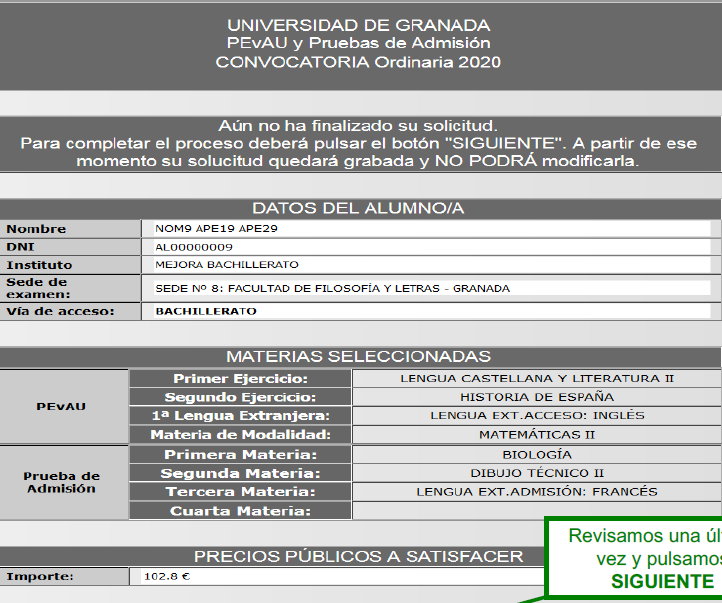 UNIVERSIDAD DE GRANADA
PEvAU y Pruebas de Admisión
CONVOCATORIA Ordinaria 2020
Aún no ha finalizado su solicitud.
Para completar el proceso deberá pulsar el botón "SIGUIENTE". A partir de ese
momento su solucitud quedará grabada y NO PODRÁ modificarla.
DATOS DEL ALUMNO/A
Nombre NOM9 APE19 APE29
DNI AL00000009
Instituto MEJORA BACHILLERATO
Sede de
examen: SEDE Nº 8: FACULTAD DE FILOSOFÍA Y LETRAS - GRANADA
Vía de acceso: BACHILLERATO
MATERIAS SELECCIONADAS
PEvAU
Primer Ejercicio: LENGUA CASTELLANA Y LITERATURA II
Segundo Ejercicio: HISTORIA DE ESPAÑA
1ª Lengua Extranjera: LENGUA EXT.ACCESO: INGLÉS
Materia de Modalidad: MATEMÁTICAS II
Prueba de
Admisión
Primera Materia: BIOLOGÍA
Segunda Materia: DIBUJO TÉCNICO II
Tercera Materia: LENGUA EXT.ADMISIÓN: FRANCÉS
Cuarta Materia:
PRECIOS PÚBLICOS A SATISFACER
Importe: 102.8 €
Revisamos una
vez y pulsamos
SIGUIENTE